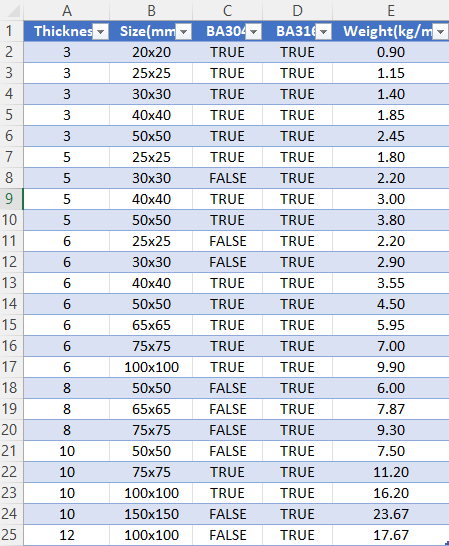 A B C D E
1 Thicknes Size(mm BA304 BA316 Weight(kg/m
2 3 20x20 TRUE TRUE 0.90
3 3 25x25 TRUE TRUE 1.15
4 3 30x30 TRUE TRUE 1.40
5 3 40x40 TRUE TRUE 1.85
6 3 50x50 TRUE TRUE 2.45
7 5 25x25 TRUE TRUE 1.80
8 5 30x30 FALSE TRUE 2.20
9 5 40x40 TRUE TRUE 3.00
10 5 50x50 TRUE TRUE 3.80
11 6 25x25 FALSE TRUE 2.20
12 6 30x30 FALSE TRUE 2.90
13 6 40x40 TRUE TRUE 3.55
14 6 50x50 TRUE TRUE 4.50
15 6 65x65 TRUE TRUE 5.95
16 6 75x75 TRUE TRUE 7.00
17 6 100x100 TRUE TRUE 9.90
18 8 50x50 FALSE TRUE 6.00
19 8 65x65 FALSE TRUE 7.87
20 8 75x75 FALSE TRUE 9.30
21 10 50x50 FALSE TRUE 7.50
22 10 75x75 TRUE TRUE 11.20
23 10 100x100 TRUE TRUE 16.20
24 10 150x150 FALSE TRUE 23.67
25 12 100x100 FALSE TRUE 17.67